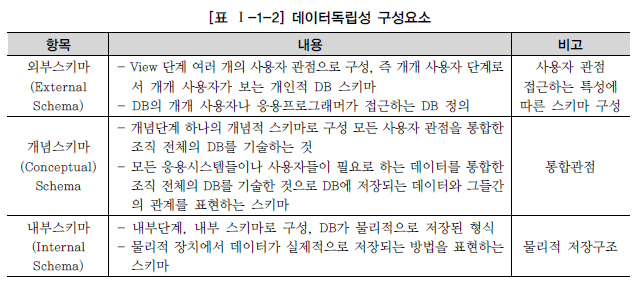 [표 Ⅰ-1-2] 데이터독립성 구성요소
항목 내용 비고
외부스키마
(External
Schema)
- View 단계 여러 개의 사용자 관점으로 구성, 즉 개개 사용자 단계로
서 개개 사용자가 보는 개인적 DB 스키마
- DB의 개개 사용자나 응용프로그래머가 접근하는 DB 정의
사용자 관점
접근하는 특성에
따른 스키마 구성
개념스키마
(Conceptual)
Schema
- 개념단계 하나의 개념적 스키마로 구성 모든 사용자 관점을 통합한
조직 전체의 DB를 기술하는 것
- 모든 응용시스템들이나 사용자들이 필요로 하는 데이터를 통합한
조직 전체의 DB를 기술한 것으로 DB에 저장되는 데이터와 그들간
의 관계를 표현하는 스키마
통합관점
내부스키마
(Internal
Schema)
- 내부단계, 내부 스키마로 구성, DB가 물리적으로 저장된 형식
- 물리적 장치에서 데이터가 실제적으로 저장되는 방법을 표현하는
스키마
물리적 저장구조